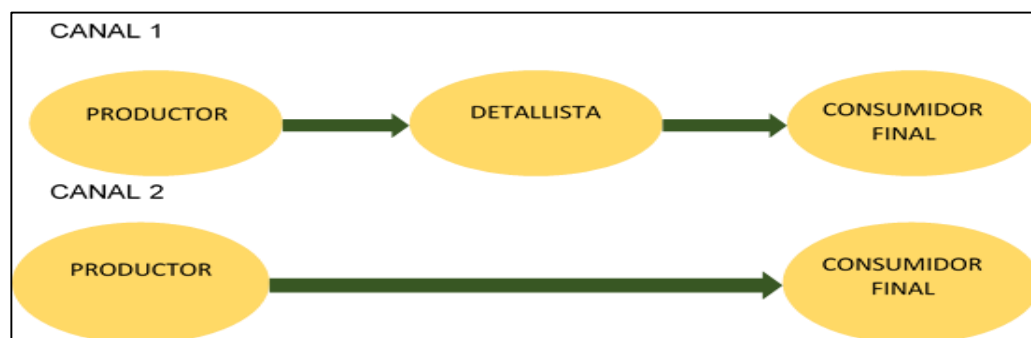 CANAL 1
PRODUCTOR
DETALLISTA
CONSUMIDOR
FINAL
CANAL 2
PRODUCTOR
CONSUMIDOR
FINAL